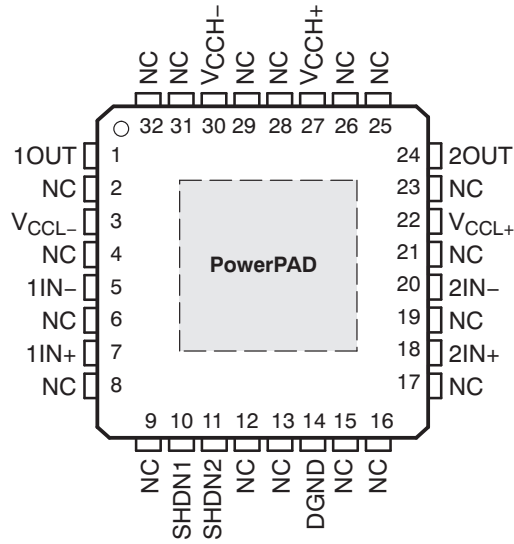 NC NC VCCH− NC NC VCCH+ NC NC
32 31 30 29 28 27 26 25
1OUT 1 24 2OUT
NC 2 23 NC
VCCL− 3 22 VCCL+
NC 4 21 NC
1IN− 5 20 2IN−
NC 6 19 NC
1IN+ 7 18 2IN+
NC 8 17 NC
PowerPAD
9 10 11 12 13 14 15 16
NC SHDN1 SHDN2 NC NC DGND NC NC